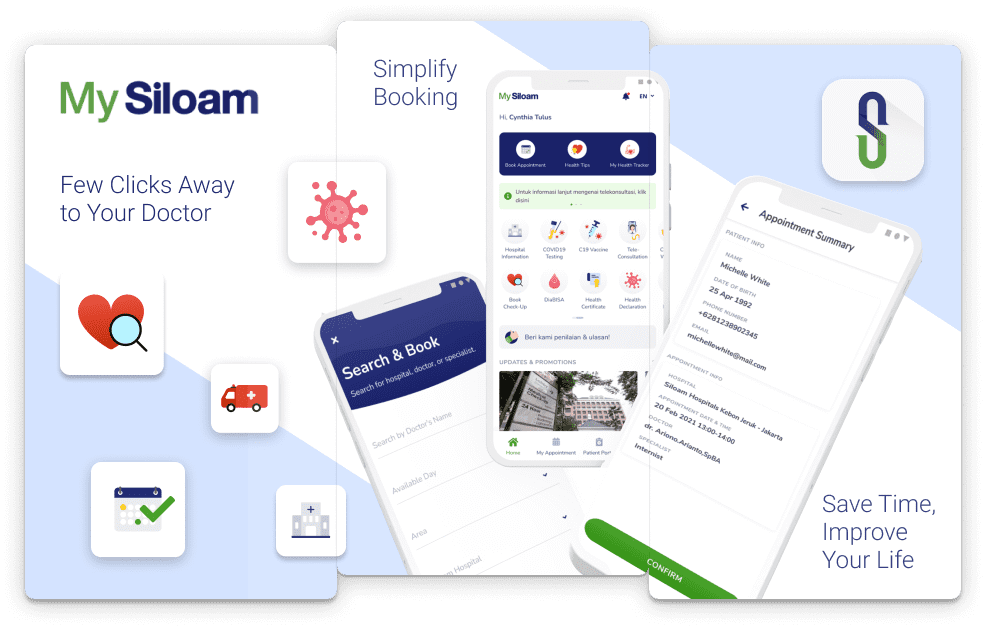 My Siloam
Few Clicks Away
to Your Doctor
Simplify
Booking
Search & Book
Search for hospital, doctor, or specialist.
Search by Doctor's Name
Available Day
Area
Hospital
My Siloam
EN
Hi, Cynthia Tulus
Book Appointment
Health Tips
My Health Tracker
Untuk informasi lanjut mengenai telekonsultasi, klik
disini
Hospital
Information
COVID19
Testing
C19 Vaccine
Tele-
Consultation
Book
Check-Up
DiaBISA
Health
Certificate
Health
Declaration
Beri kami penilaian & ulasan!
UPDATES & PROMOTIONS
Home
My Appointment
Patient
Appointment Summary
PATIENT INFO
NAME
Michelle White
DATE OF BIRTH
25 Apr 1992
PHONE NUMBER
+6281238902345
EMAIL
michellewhite@mail.com
APPOINTMENT INFO
HOSPITAL
Siloam Hospitals Kebon Jeruk - Jakarta
APPOINTMENT DATE & TIME
20 Feb 2021 13:00-14:00
DOCTOR
dr. Ariono.Arianto,SpBA
SPECIALIST
Internist
CONFIRM
Save Time,
Improve
Your Life